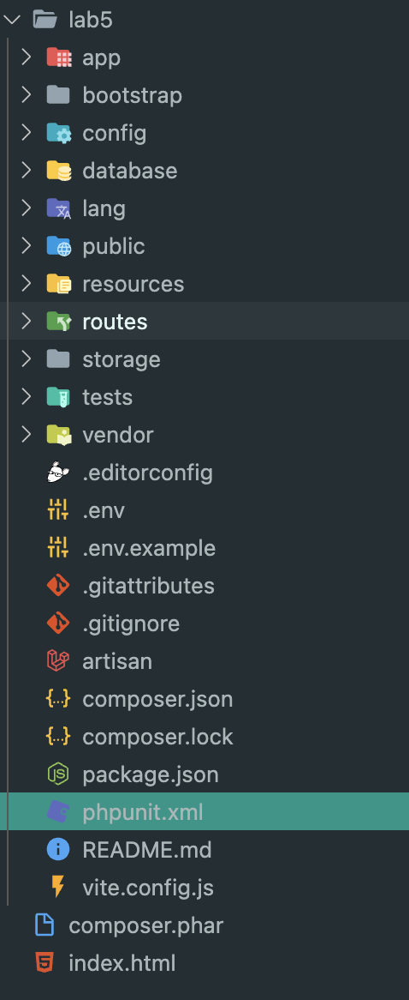 lab5
app
bootstrap
config
database
lang
public
resources
routes
storage
tests
vendor
.editorconfig
.env
.env.example
.gitattributes
.gitignore
artisan
composer.json
composer.lock
package.json
phpunit.xml
README.md
vite.config.js
composer.phar
index.html